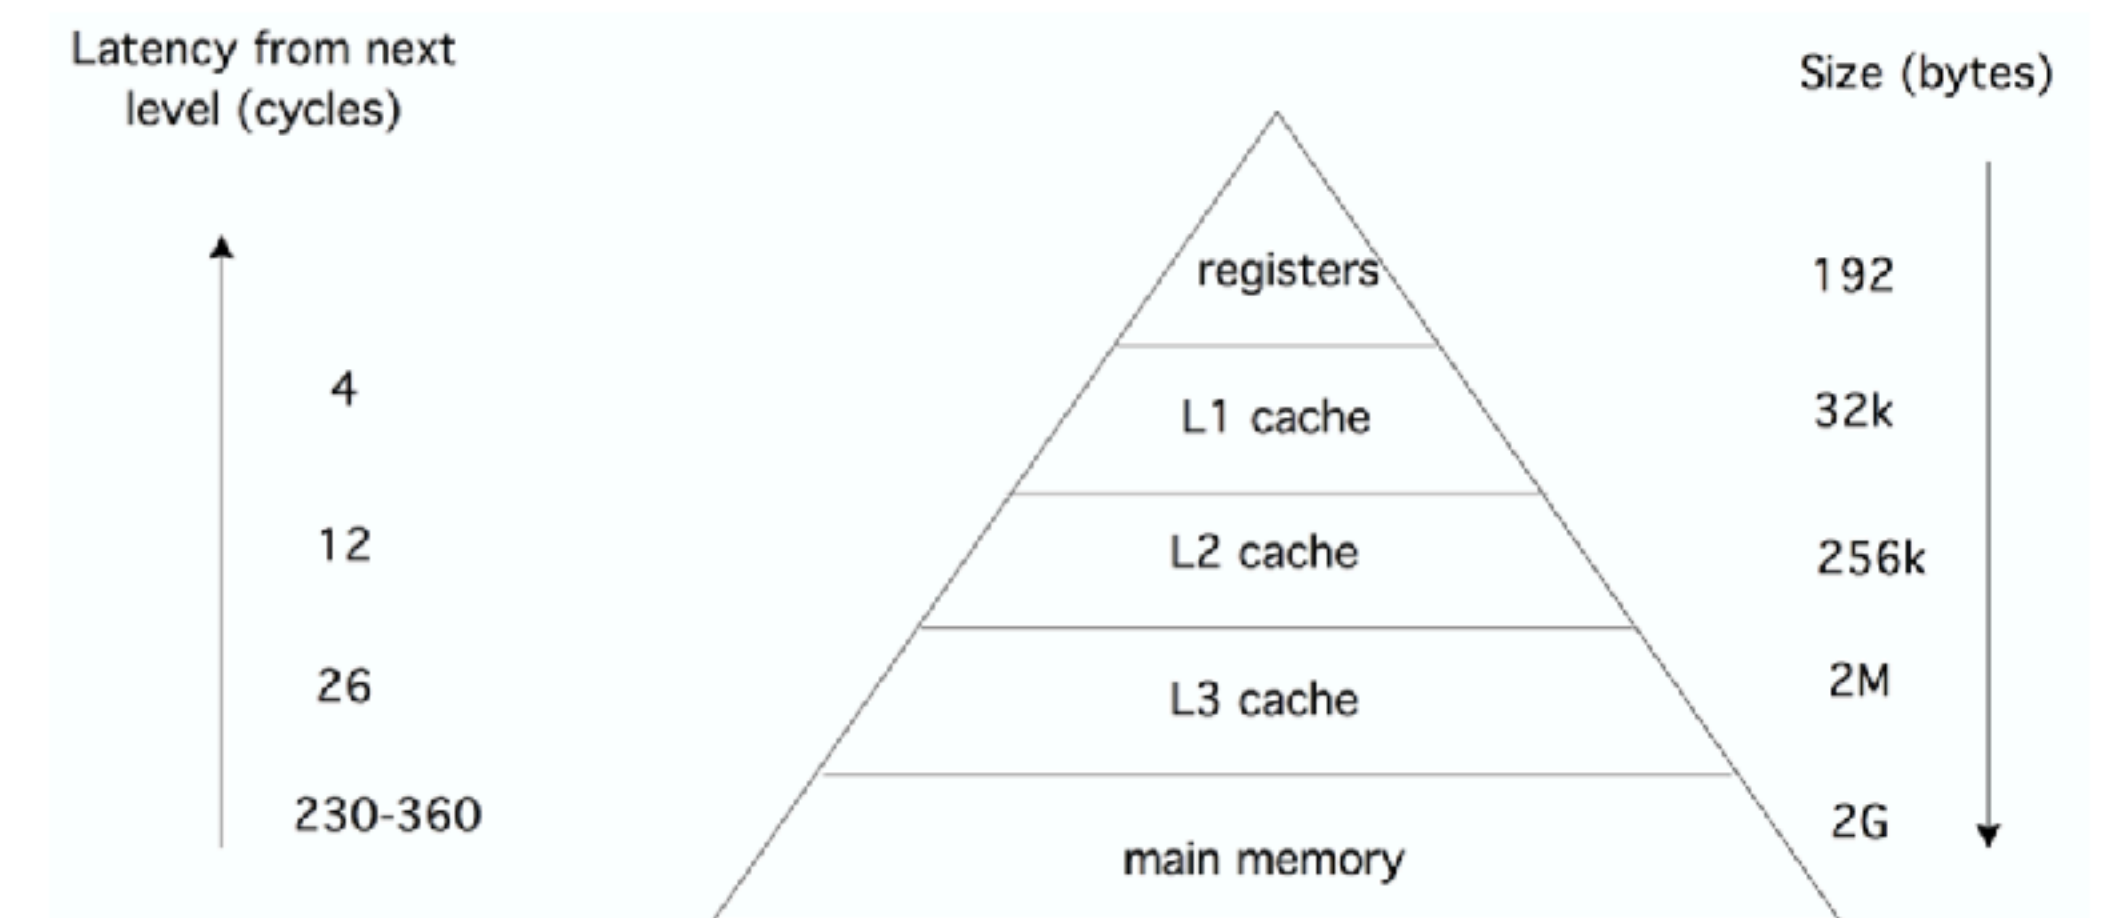 Latency from next
level (cycles)
Size (bytes)
registers
192
4
L1 cache
32k
12
L2 cache
256k
26
L3 cache
2M
230-360
main memory
2G